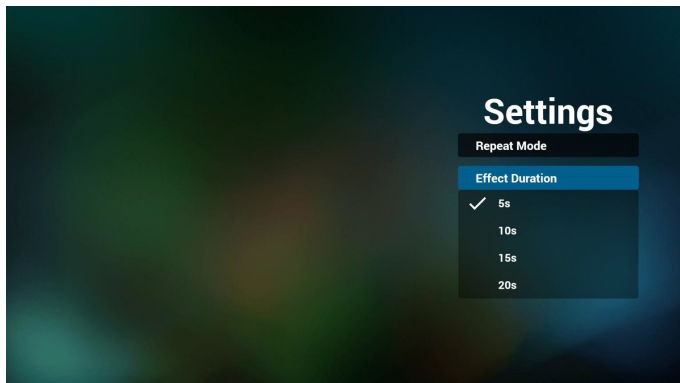 Settings
Repeat Mode
Effect Duration
5s
10s
15s
20s